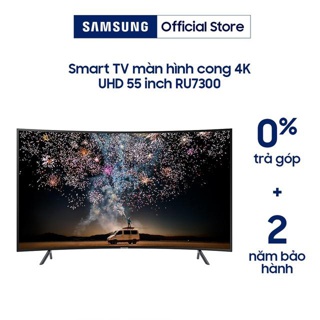 SAMSUNG | Official Store
Smart TV màn hình cong 4K
UHD 55 inch RU7300
0%
trả góp
+
2
năm bảo
hành